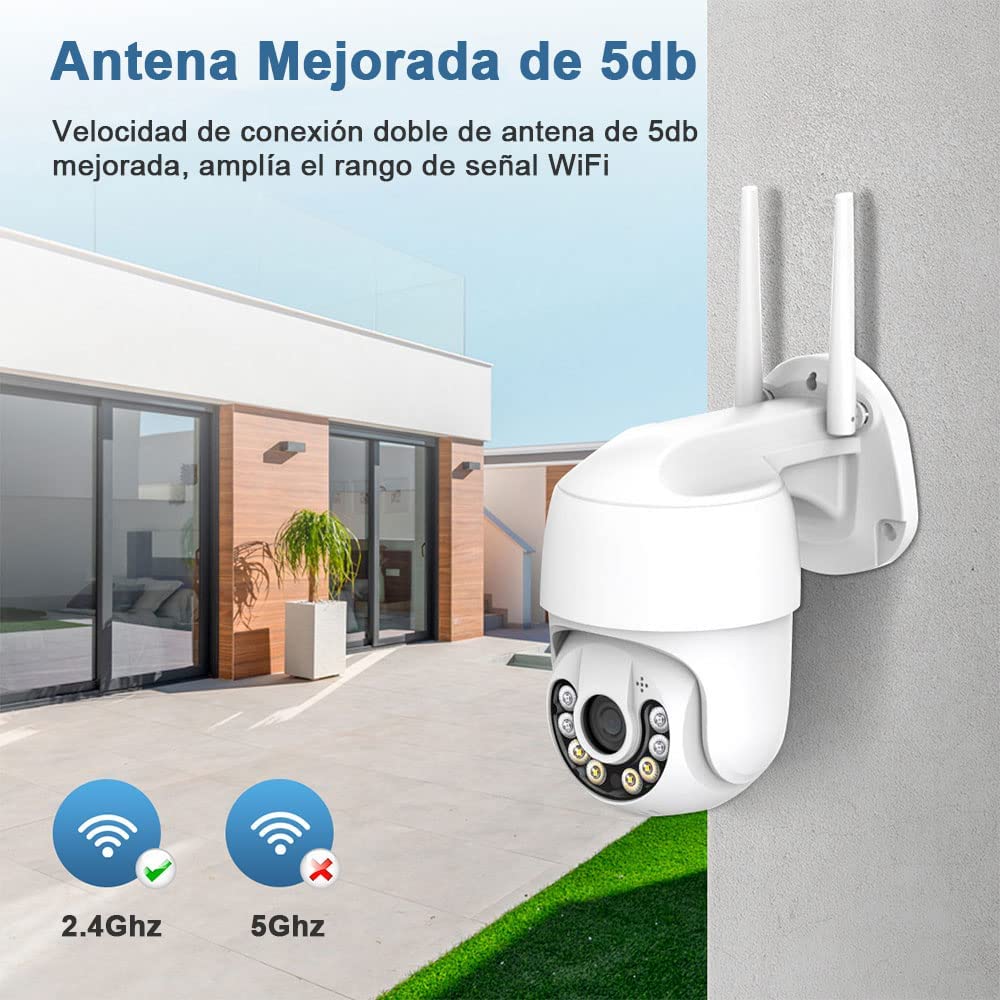 Antena Mejorada de 5db
Velocidad de conexión doble de antena de 5db
mejorada, amplía el rango de señal WiFi
2.4Ghz
5Ghz